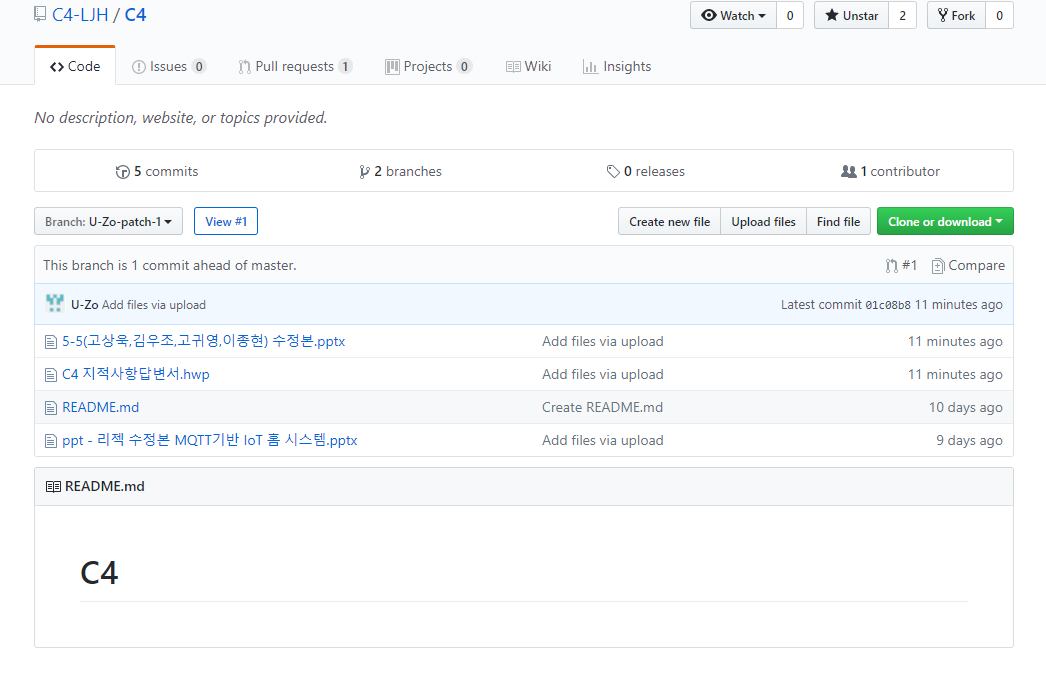 C4-LJH / C4
Watch 0 Unstar 2 Fork 0
Code Issues 0 Pull requests 1 Projects 0 Wiki Insights
No description, website, or topics provided.
5 commits 2 branches 0 releases 1 contributor
Branch: U-Zo-patch-1 View #1 Create new file Upload files Find file Clone or download
This branch is 1 commit ahead of master. #1 Compare
U-Zo Add files via upload Latest commit 01c08b8 11 minutes ago
5-5(고상욱,김우조,고귀영,이종현) 수정본.pptx Add files via upload 11 minutes ago
C4 지적사항답변서.hwp Add files via upload 11 minutes ago
README.md Create README.md 10 days ago
ppt - 리젝 수정본 MQTT기반 IoT 홈 시스템.pptx Add files via upload 9 days ago
README.md
C4